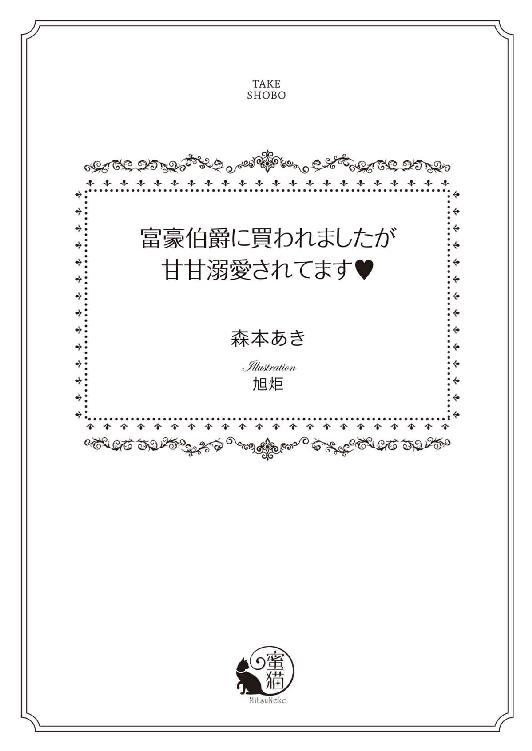 TAKE
SHOBO
富豪伯爵に買われましたが
甘甘溺愛されてます♥
森本あき
Illustration
旭炬
蜜
猫
MitsuNeko